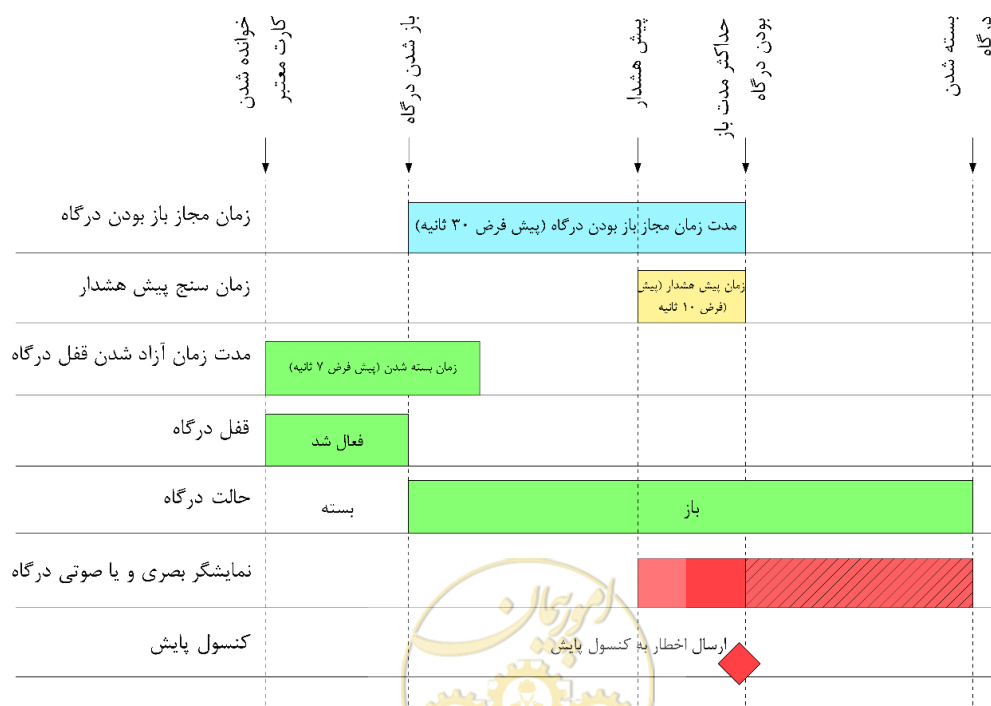 خوانده شدن
کارت معتبر
باز شدن درگاه
پیش هشدار
حداکثر مدت باز
بودن درگاه
بسته شدن
درگاه
زمان مجاز باز بودن درگاه
مدت زمان مجاز باز بودن درگاه (پیش فرض ۳۰ ثانیه)
زمان سنج پیش هشدار
زمان پیش هشدار (پیش
فرض ۱۰ ثانیه)
مدت زمان آزاد شدن قفل درگاه
زمان بسته شدن (پیش فرض ۷ ثانیه)
قفل درگاه
فعال شد
حالت درگاه
بسته
باز
نمایشگر بصری و یا صوتی درگاه
کنسول پایش
ارسال اخطار به کنسول پایش
امور پیمان